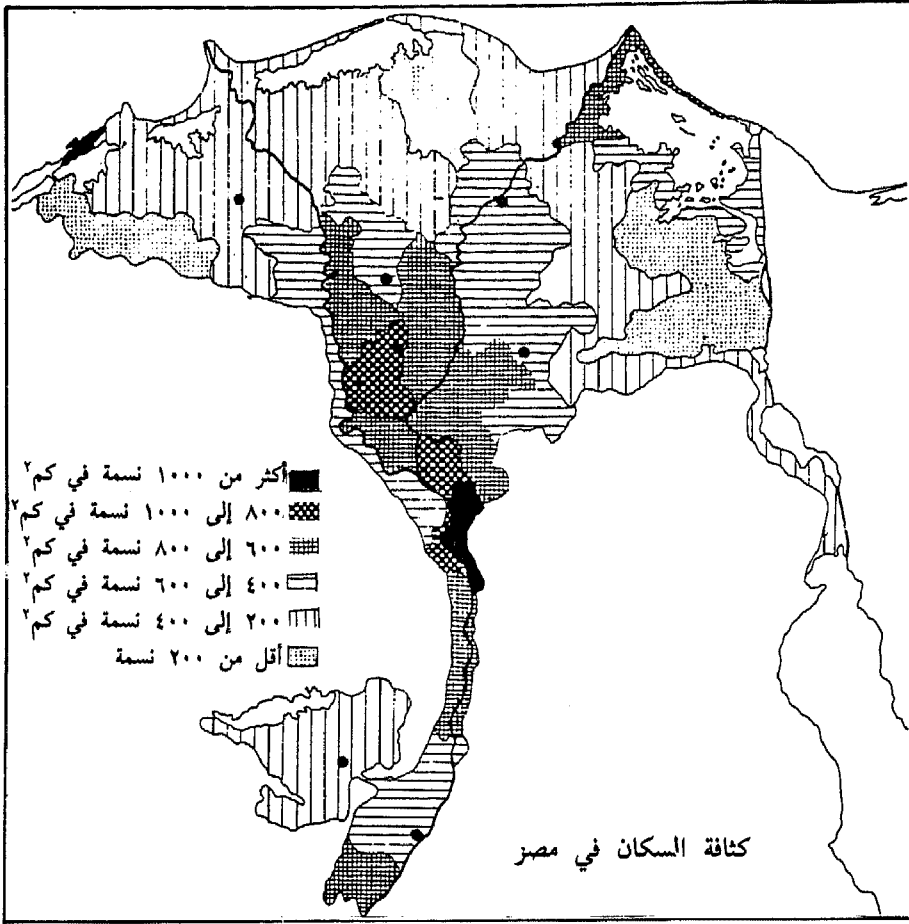 أكثر من ١٠٠٠ نسمة في كم٢
٨٠٠ إلى ١٠٠٠ نسمة في كم٢
٦٠٠ إلى ٨٠٠ نسمة في كم٢
٤٠٠ إلى ٦٠٠ نسمة في كم٢
٢٠٠ إلى ٤٠٠ نسمة في كم٢
أقل من ٢٠٠ نسمة
كثافة السكان في مصر